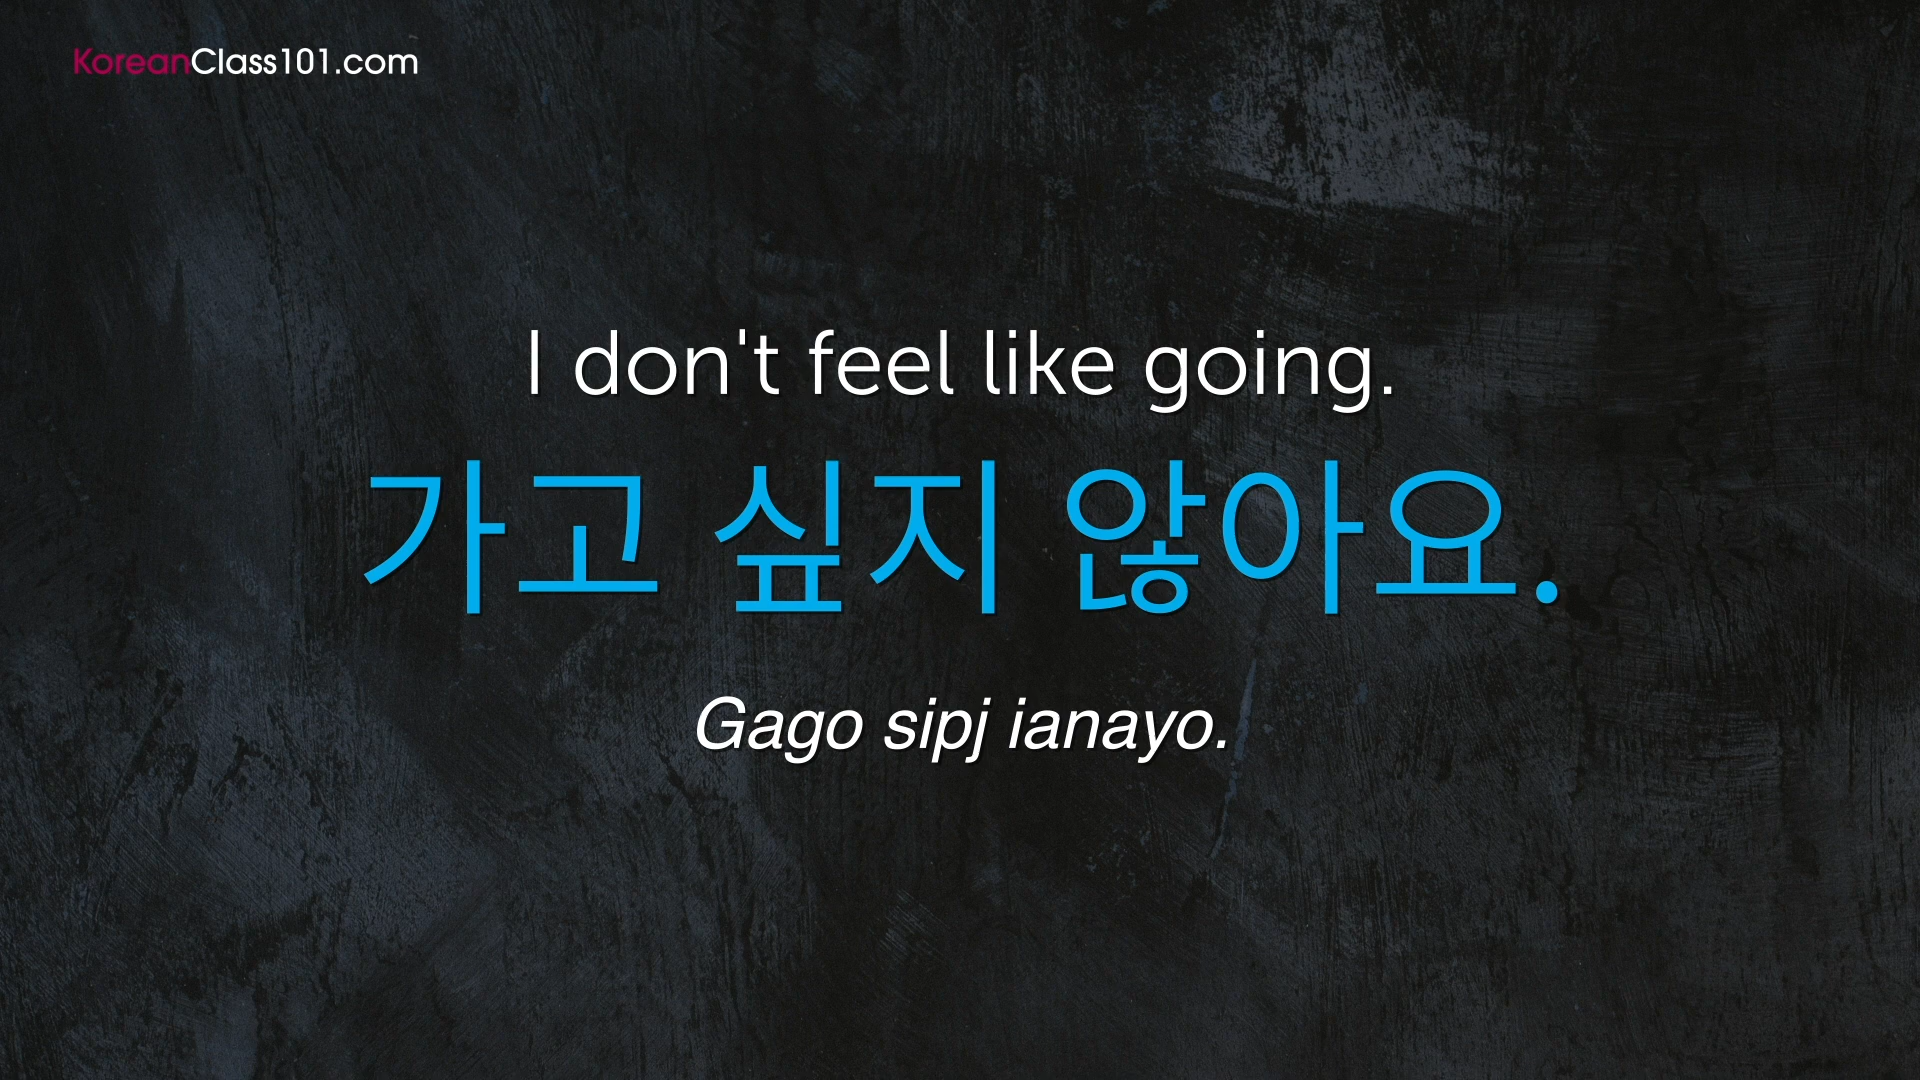 KoreanClass101.com
I don't feel like going.
가고 싶지 않아요.
Gago sipj ianayo.